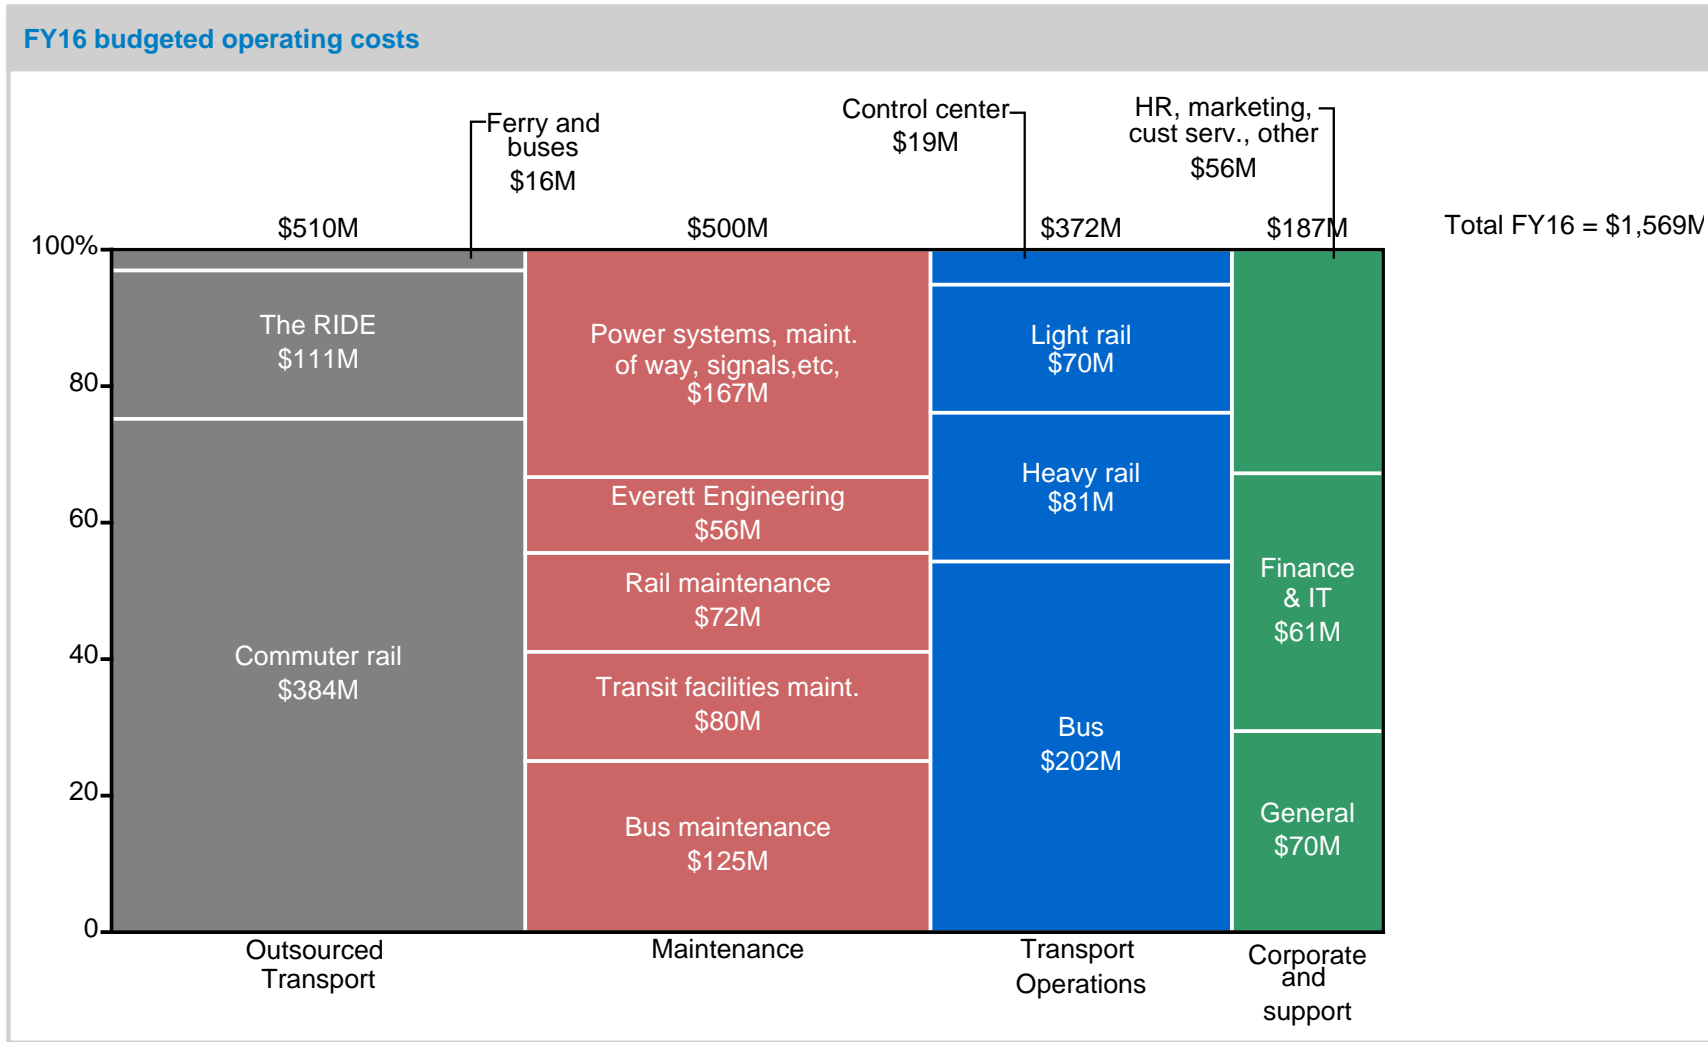 FY16 budgeted operating costs
Ferry and
buses
$16M
Control center
$19M
HR, marketing,
cust serv., other
$56M
$510M
$500M
$372M
$187M
Total FY16 = $1,569M
100%
80
60
40
20
0
The RIDE
$111M
Commuter rail
$384M
Power systems, maint.
of way, signals,etc,
$167M
Everett Engineering
$56M
Rail maintenance
$72M
Transit facilities maint.
$80M
Bus maintenance
$125M
Light rail
$70M
Heavy rail
$81M
Bus
$202M
Finance
& IT
$61M
General
$70M
Outsourced
Transport
Maintenance
Transport
Operations
Corporate
and
support